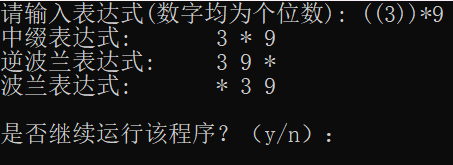 请输入表达式(数字均为个位数): ((3))*9
中缀表达式: 3 * 9
逆波兰表达式: 3 9 *
波兰表达式: * 3 9
是否继续运行该程序？（y/n）: